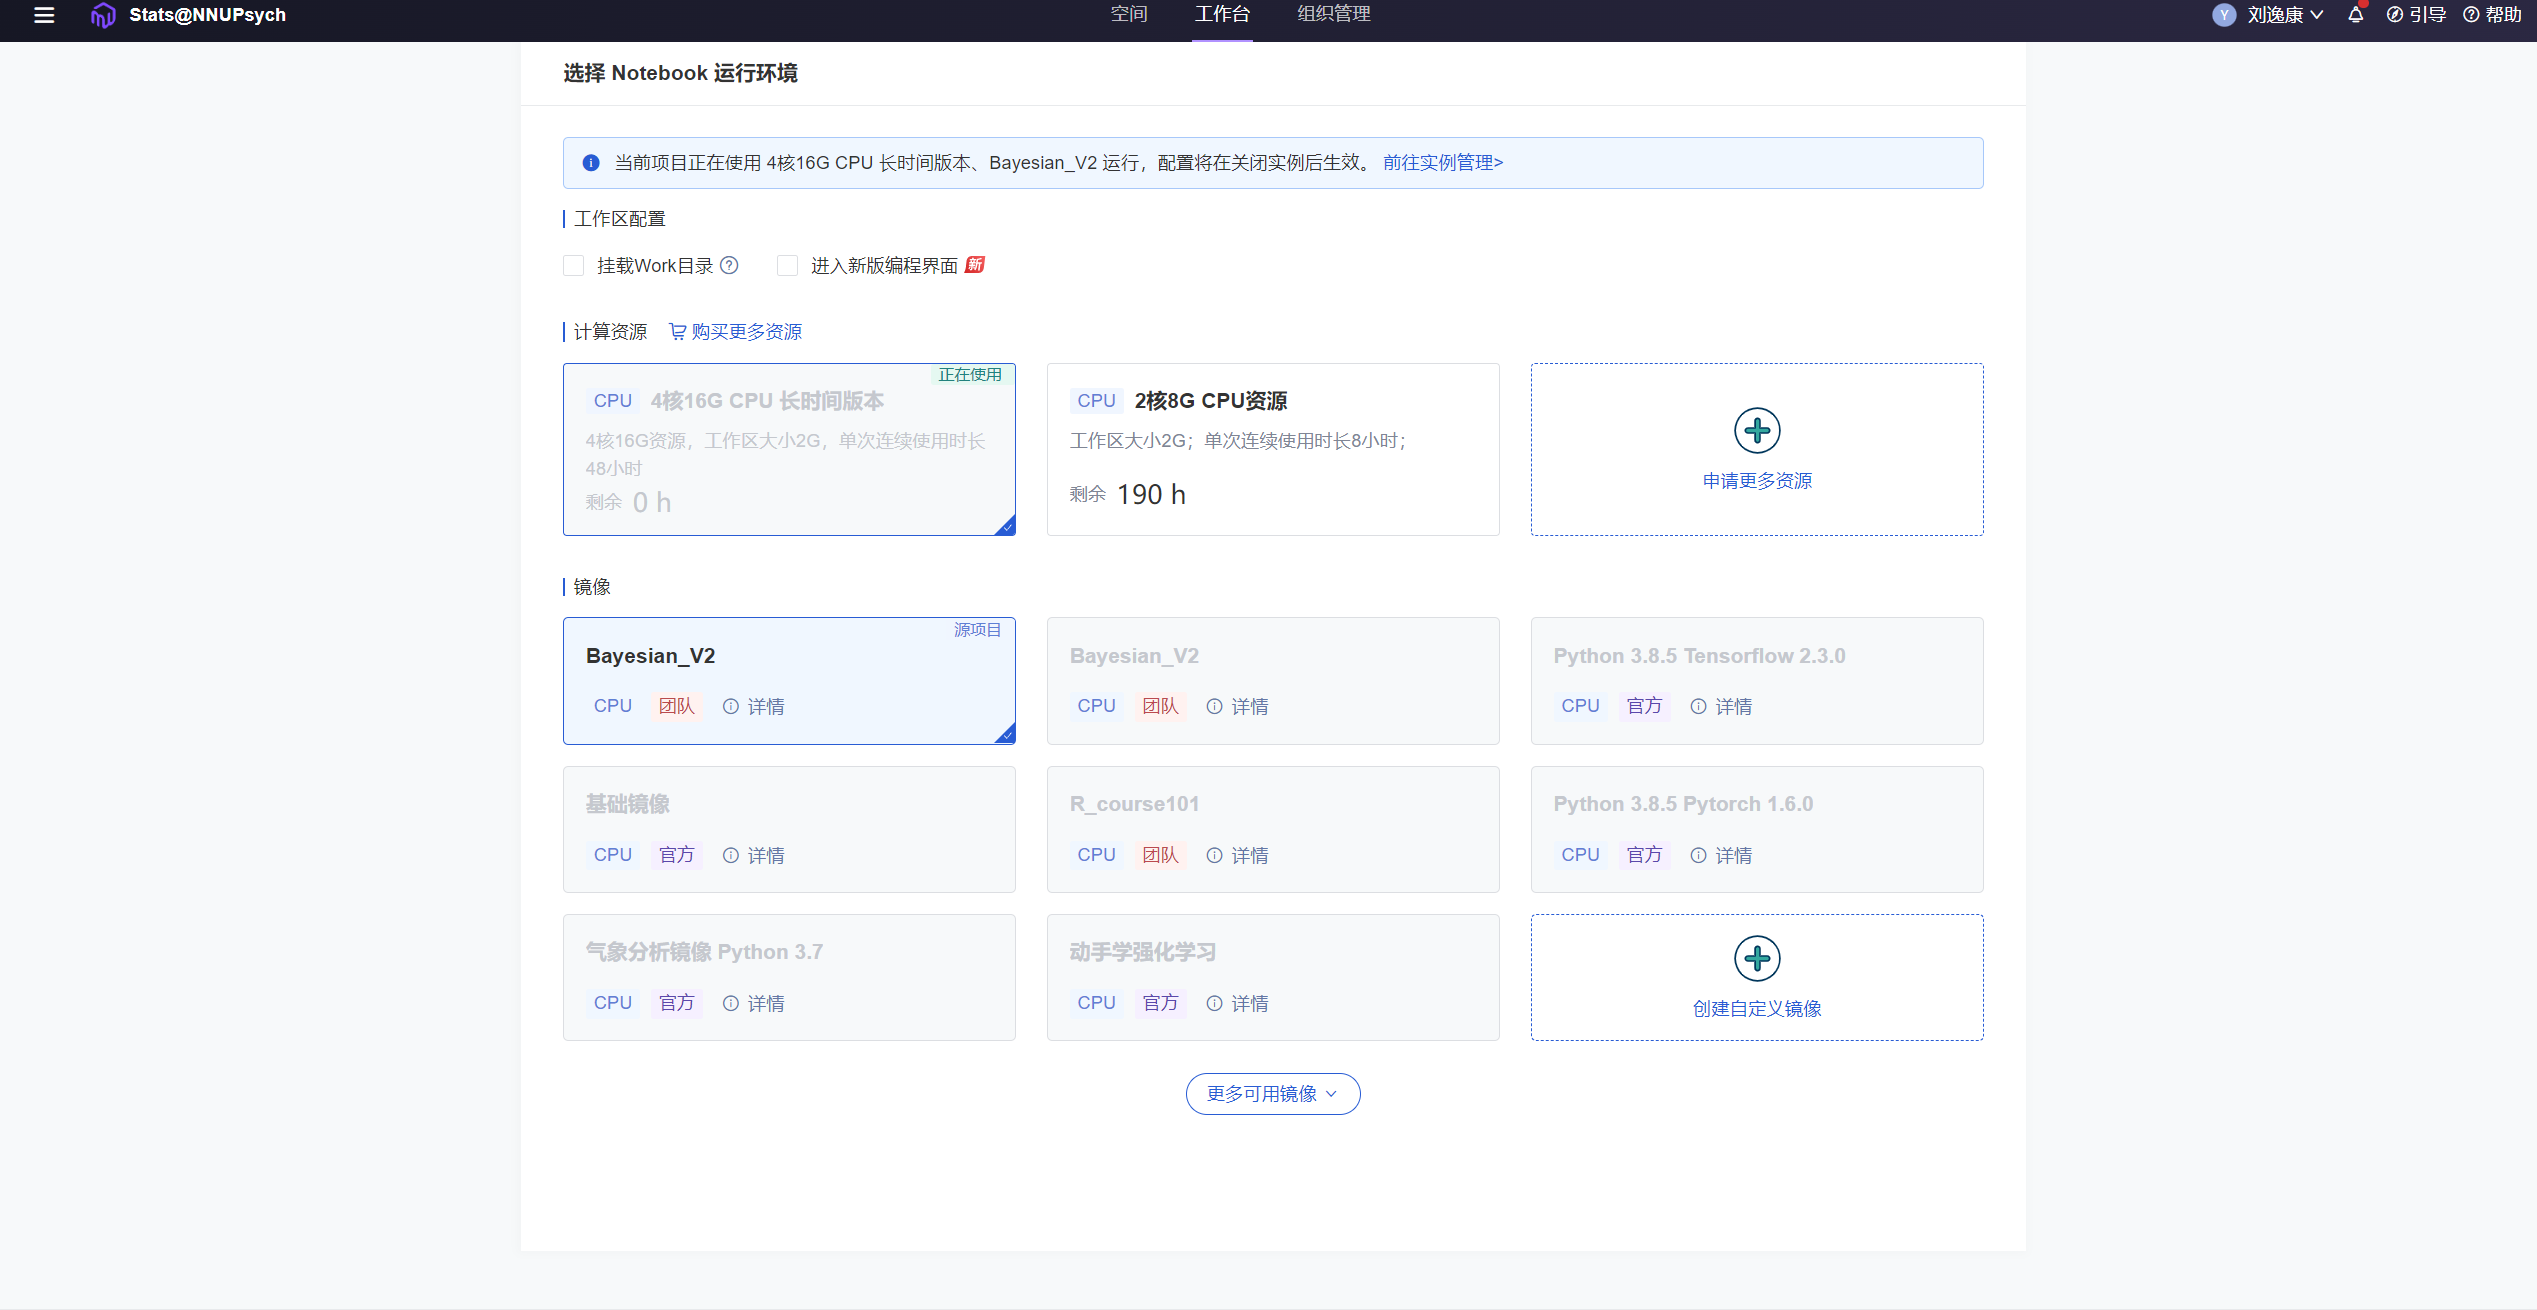 Stats@NNUPsych
空间 工作台 组织管理
Y 刘逸康 引导 帮助
选择 Notebook 运行环境
当前项目正在使用 4核16G CPU 长时间版本、Bayesian_V2 运行，配置将在关闭实例后生效。 前往实例管理>
工作区配置
挂载Work目录 进入新版编程界面 新
计算资源 购买更多资源
正在使用
CPU 4核16G CPU 长时间版本
4核16G资源，工作区大小2G，单次连续使用时长
48小时
剩余 0 h
CPU 2核8G CPU资源
工作区大小2G；单次连续使用时长8小时；
剩余 190 h
申请更多资源
镜像
源项目
Bayesian_V2
CPU 团队 详情
Bayesian_V2
CPU 团队 详情
Python 3.8.5 Tensorflow 2.3.0
CPU 官方 详情
基础镜像
CPU 官方 详情
R_course101
CPU 团队 详情
Python 3.8.5 Pytorch 1.6.0
CPU 官方 详情
气象分析镜像 Python 3.7
CPU 官方 详情
动手学强化学习
CPU 官方 详情
创建自定义镜像
更多可用镜像